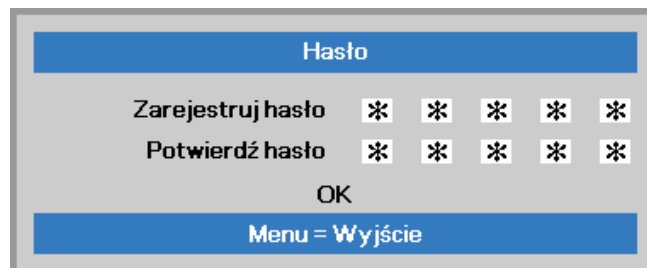 Hasło
Zarejestruj hasło * * * * *
Potwierdź hasło * * * * *
OK
Menu = Wyjście